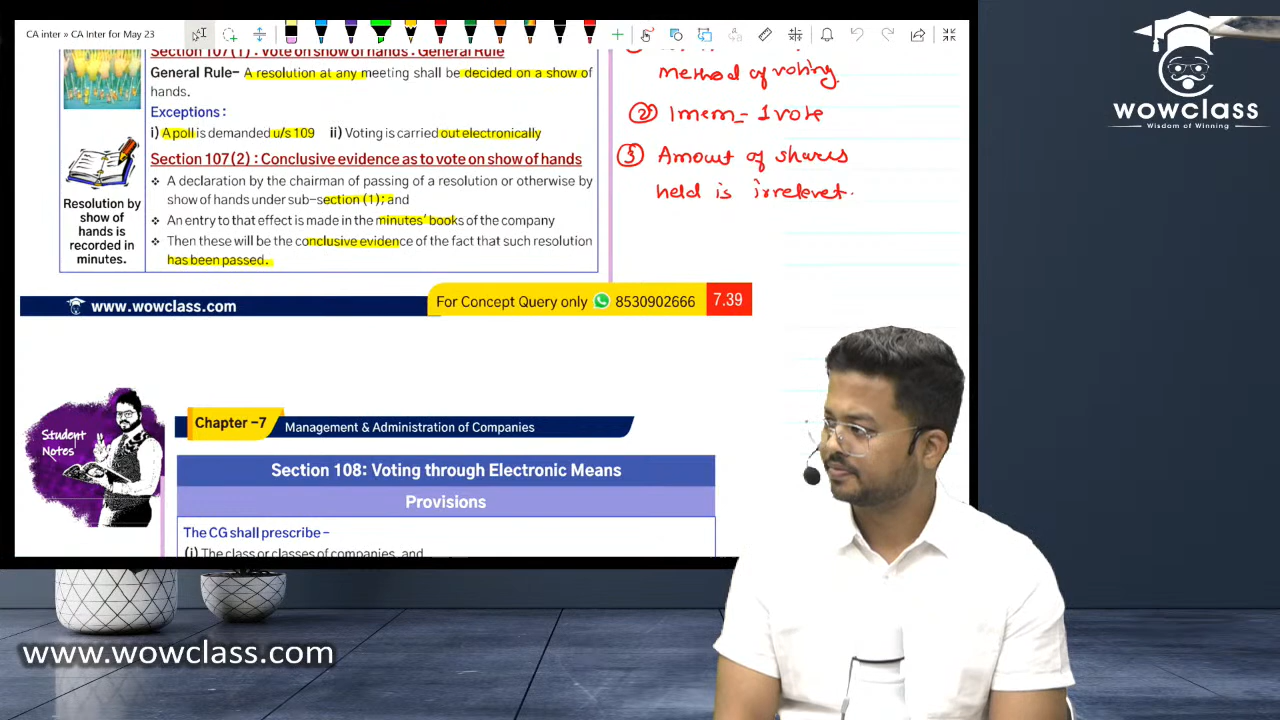 CA inter » CA Inter for May 23
Section 107(1) : Vote on show of hands : General Rule
General Rule– A resolution at any meeting shall be decided on a show of
hands.
Exceptions :
i) A poll is demanded u/s 109 ii) Voting is carried out electronically
Section 107(2) : Conclusive evidence as to vote on show of hands
❖ A declaration by the chairman of passing of a resolution or otherwise by
show of hands under sub-section (1); and
❖ An entry to that effect is made in the minutes' books of the company
❖ Then these will be the conclusive evidence of the fact that such resolution
has been passed.
Resolution by
show of
hands is
recorded in
minutes.
method of voting.
② 1 mem – 1 vote
③ Amount of shares
held is irrelevet.
www.wowclass.com
For Concept Query only 8530902666 7.39
Student
Notes
Chapter -7
Management & Administration of Companies
Section 108: Voting through Electronic Means
Provisions
The CG shall prescribe –
(i) The class or classes of companies, and
wowclass
Wisdom of Winning
www.wowclass.com